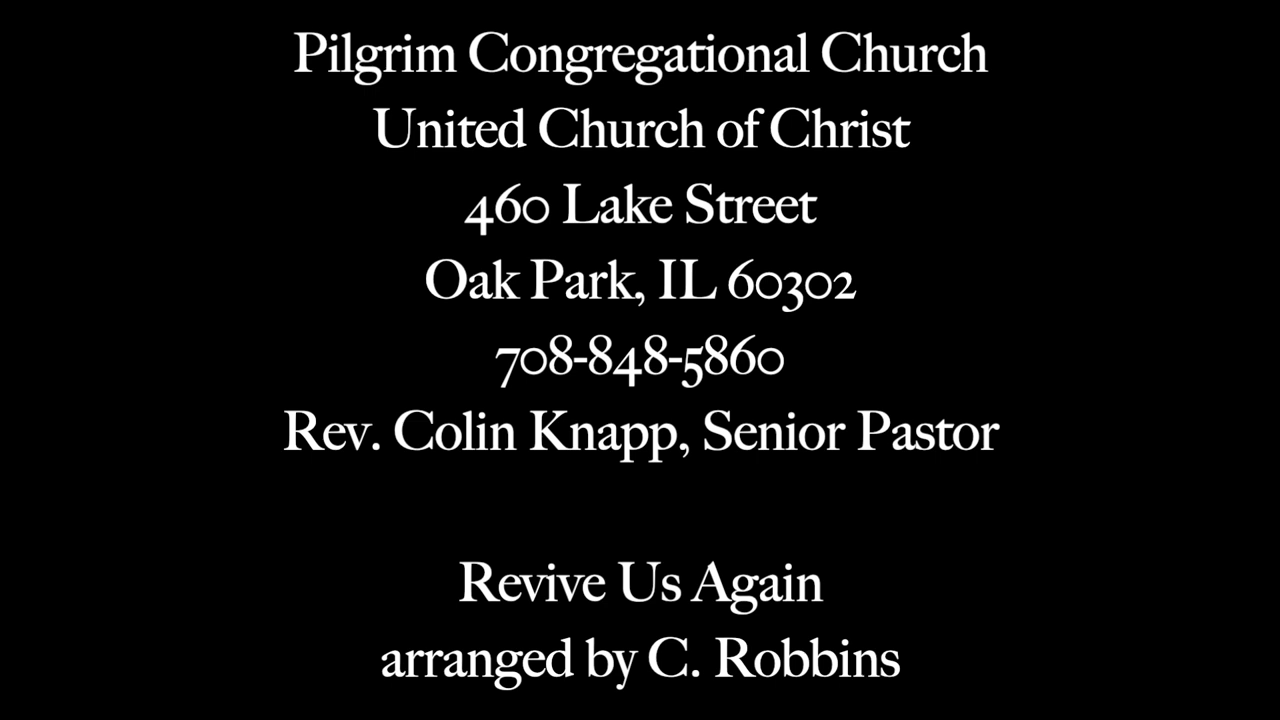 Pilgrim Congregational Church
United Church of Christ
460 Lake Street
Oak Park, IL 60302
708-848-5860
Rev. Colin Knapp, Senior Pastor
Revive Us Again
arranged by C. Robbins